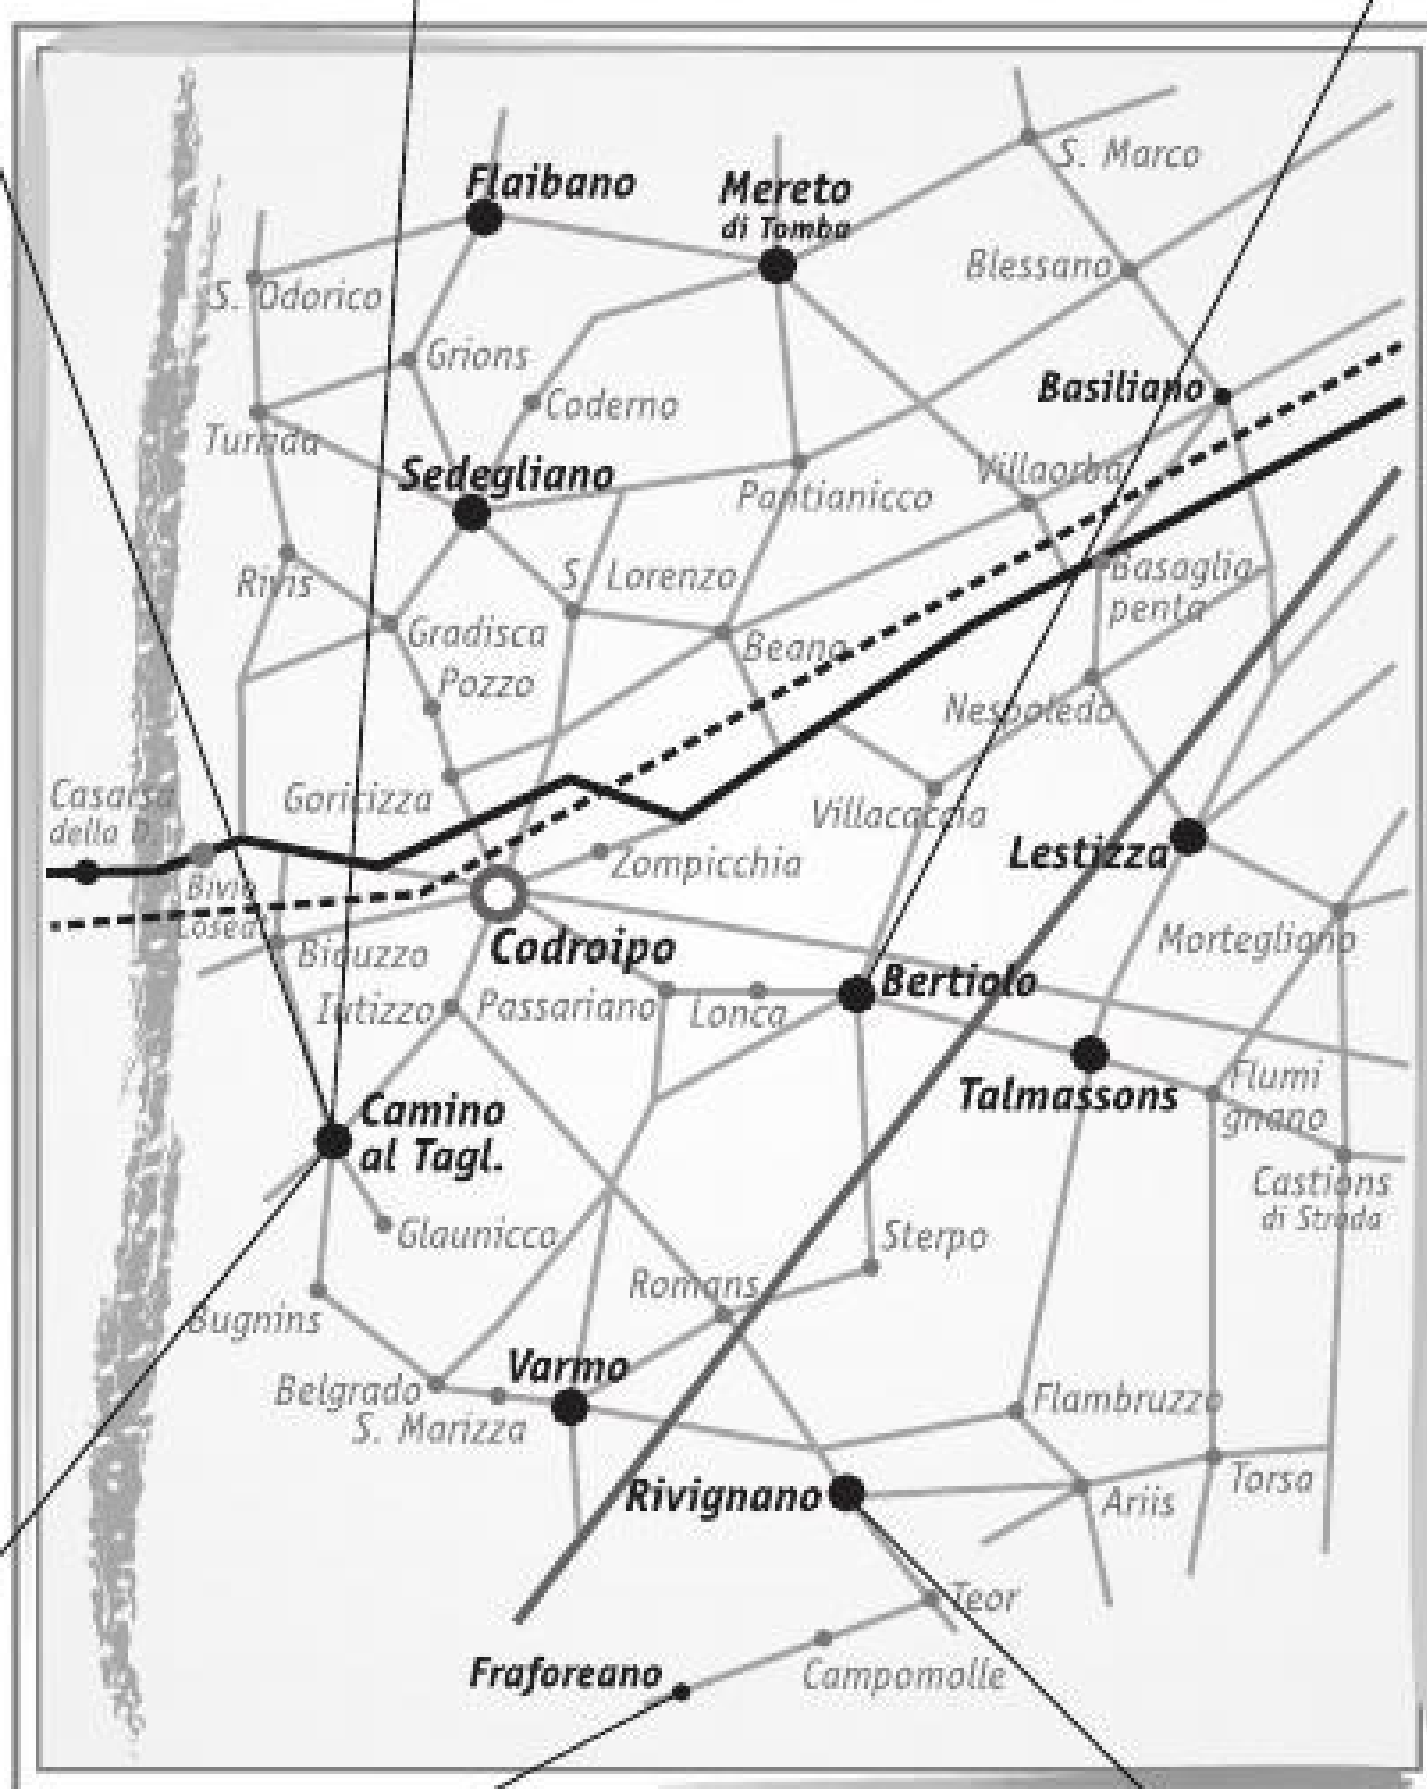 S. Marco
Flaibano
Mereto
di Tomba
Blessano
S. Odorico
Grions
Basiliano
Coderno
Turrida
Sedegliano
Villaorba
Pantianicco
Rivis
S. Lorenzo
Basaglia
penta
Gradisca
Beano
Pozzo
Nespoledo
Casarsa
della D.
Goricizza
Villacaccia
Zompicchia
Lestizza
Bivio
Coseat
Biauzzo
Codroipo
Mortegliano
Iutizzo
Passariano
Lonca
Bertiolo
Talmassons
Flumi
gnano
Camino
al Tagl.
Castions
di Strada
Glaunicco
Sterpo
Romans
Bugnins
Varmo
Belgrado
S. Marizza
Flambruzzo
Rivignano
Ariis
Torsa
Teor
Fraforeano
Campomolle